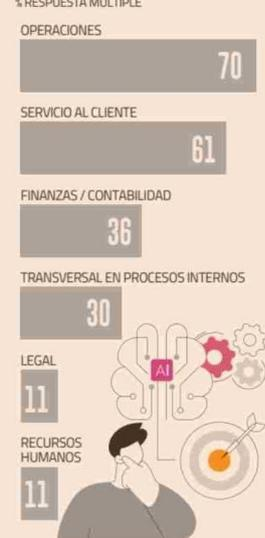 % RESPUESTA MÚLTIPLE
OPERACIONES
70
SERVICIO AL CLIENTE
61
FINANZAS / CONTABILIDAD
36
TRANSVERSAL EN PROCESOS INTERNOS
30
LEGAL
11
AI
RECURSOS
HUMANOS
11